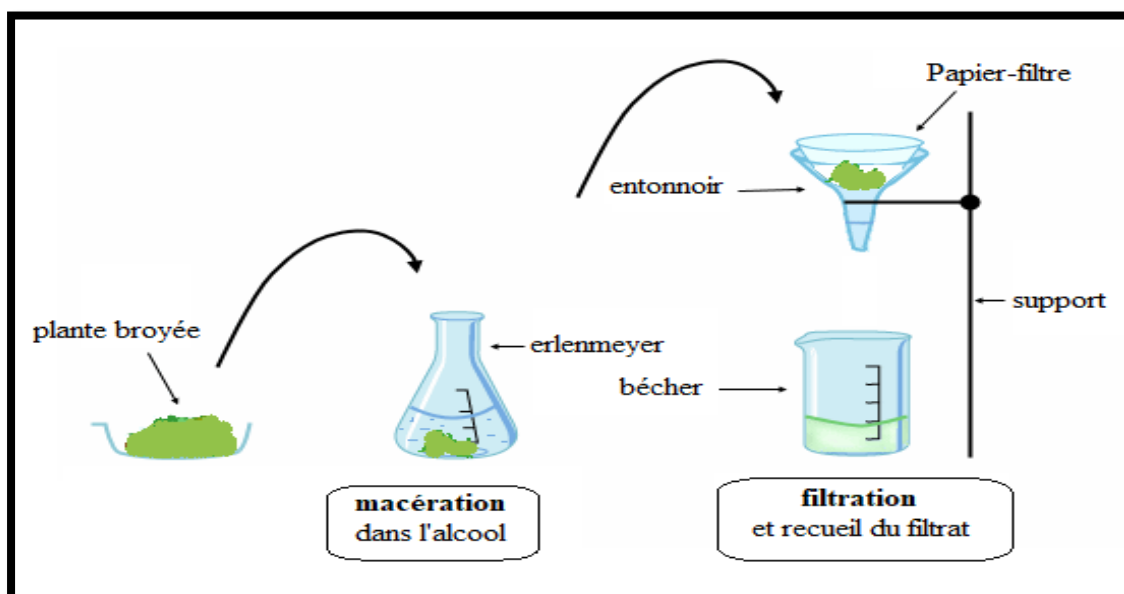 Papier-filtre
entonnoir
support
plante broyée
erlenmeyer
bécher
macération
dans l'alcool
filtration
et recueil du filtrat